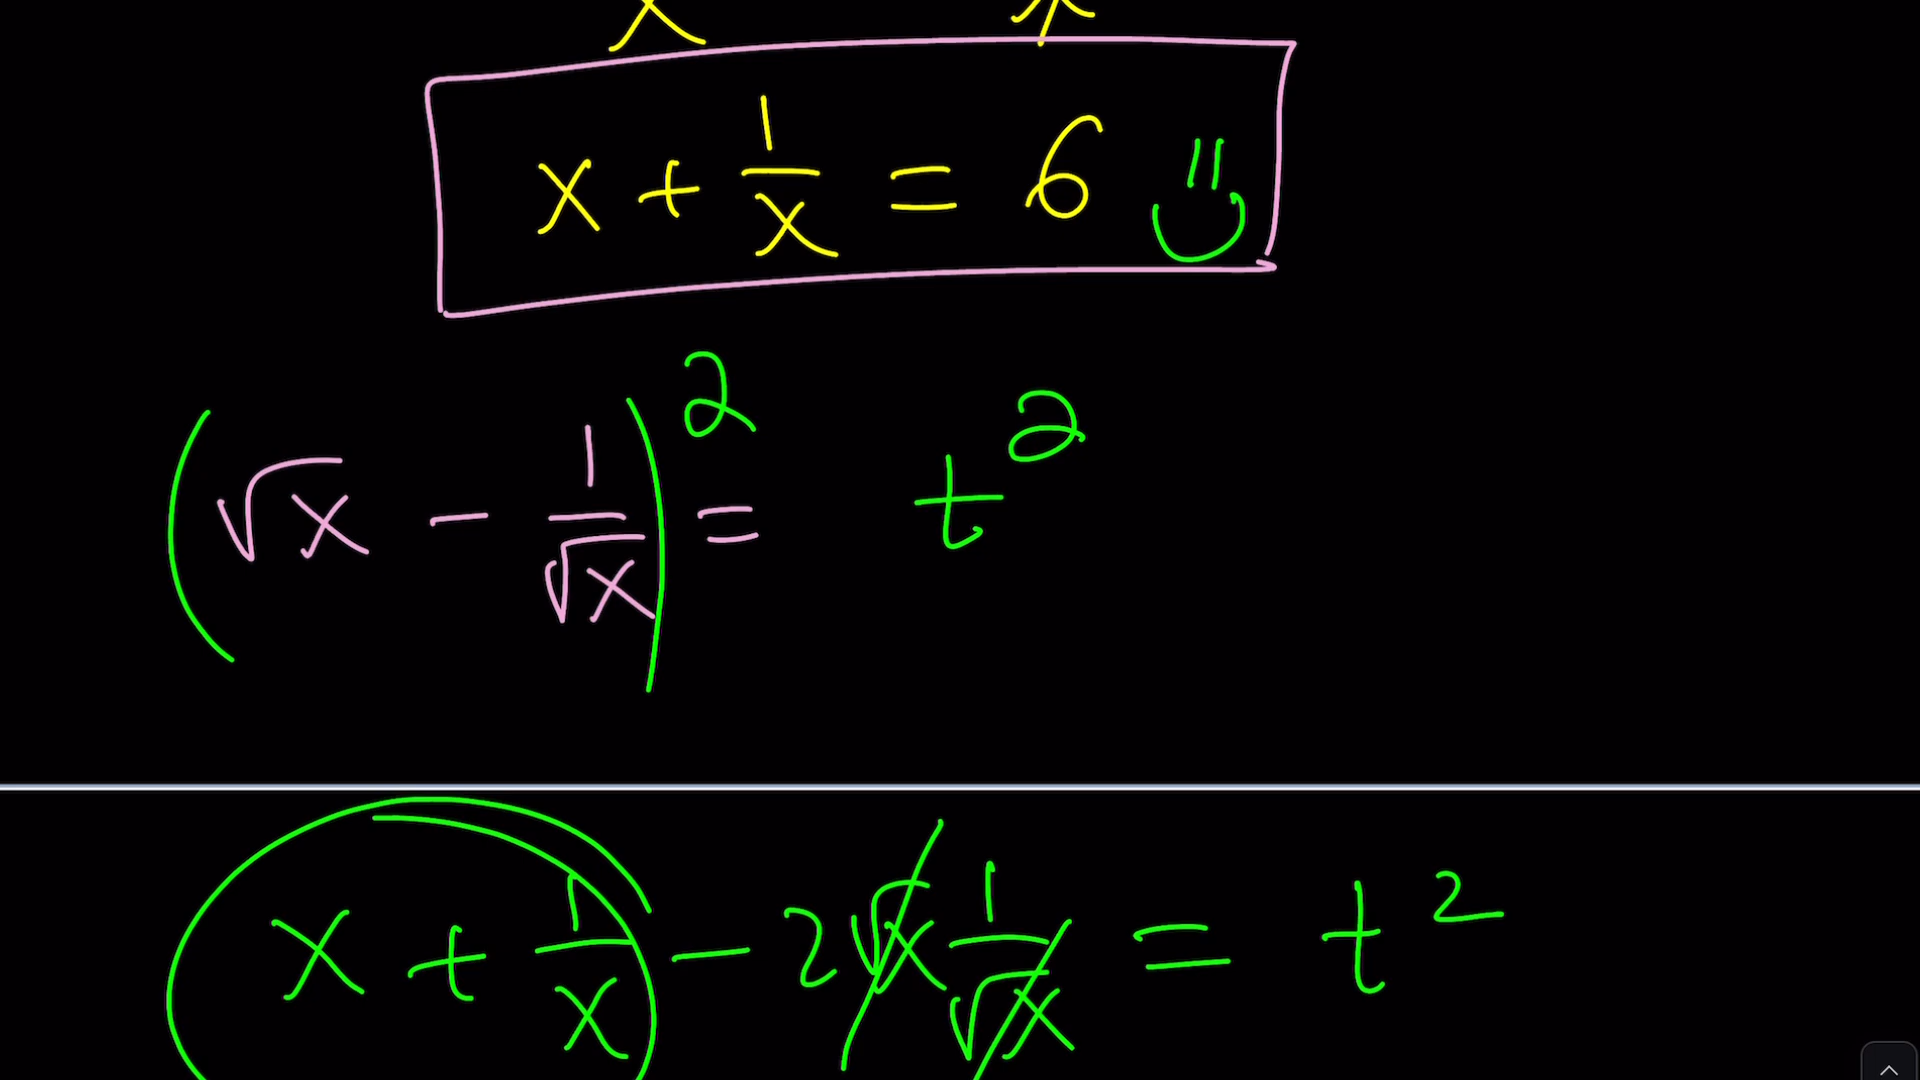 x + 1/x = 6
(√x - 1/√x)² = t²
x + 1/x - 2√x 1/√x = t²